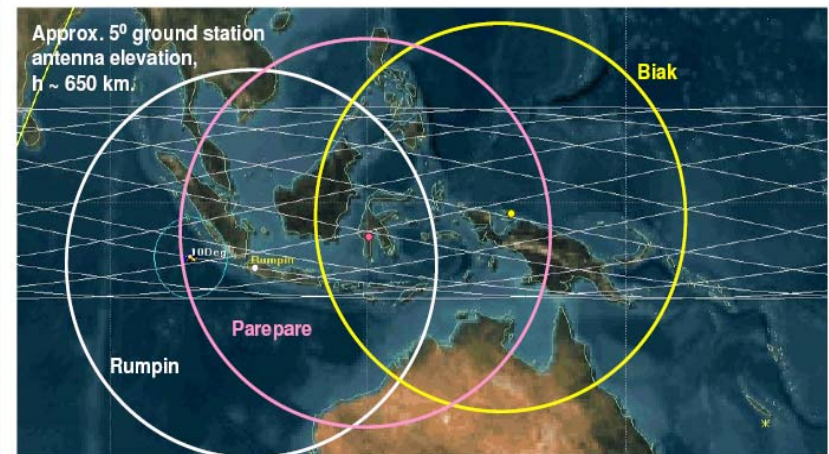 Approx. 5⁰ ground station
antenna elevation,
h ~ 650 km.
Biak
10Deg
Rumpin
Parepare
Rumpin